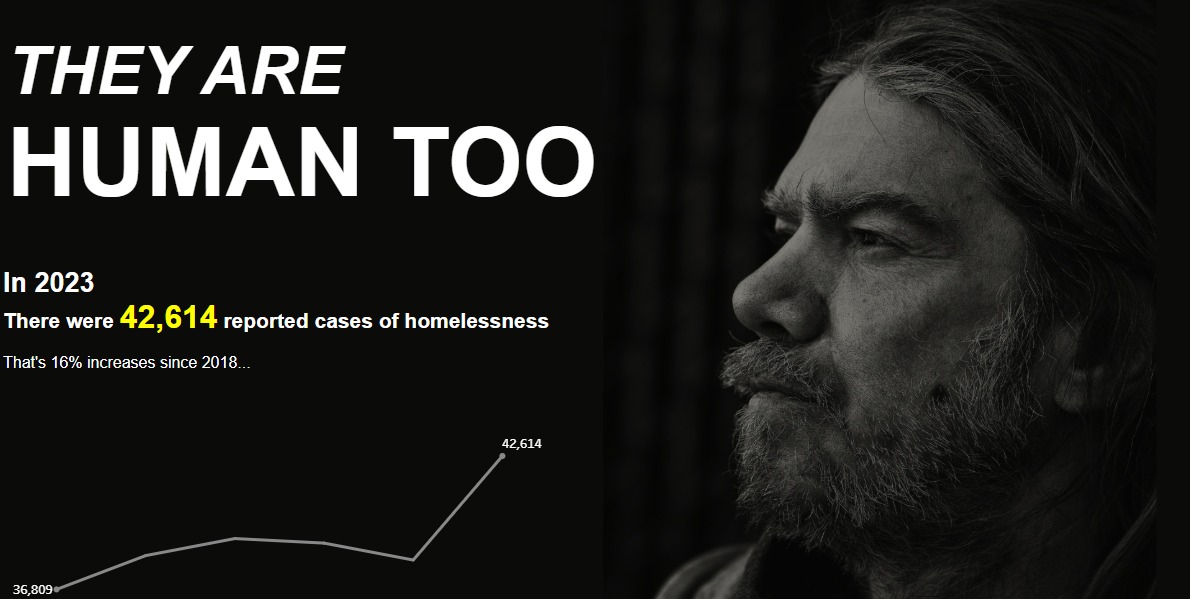 THEY ARE
HUMAN TOO
In 2023
There were 42,614 reported cases of homelessness
That's 16% increases since 2018...
42,614
36,809